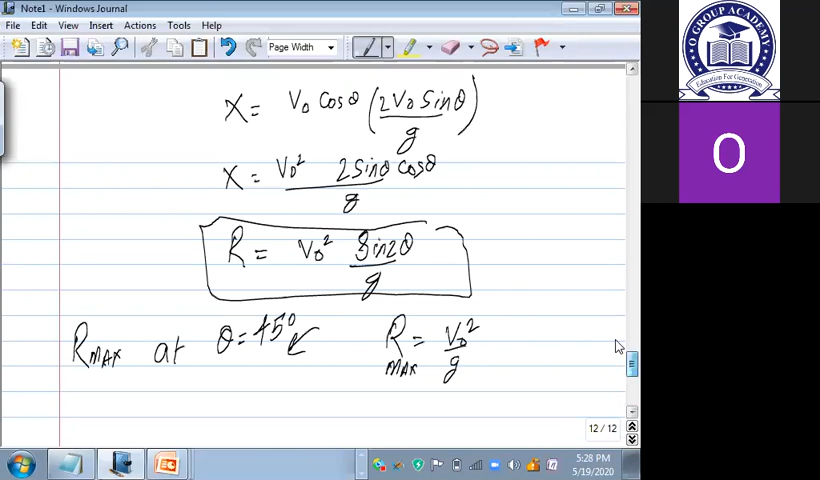 Note1 - Windows Journal
File Edit View Insert Actions Tools Help
Page Width
X = V₀ cosθ (2V₀ sinθ / g)
X = V₀² 2sinθ cosθ / g
R = V₀² Sin2θ / g
RMAX at θ = 45° R MAX = V₀² / g
12 / 12
5:28 PM
5/19/2020
O GROUP ACADEMY
Education For Generation
O